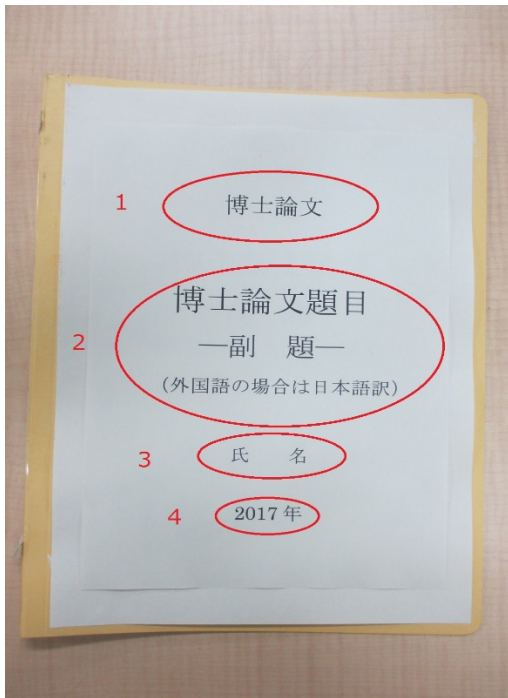 1 博士論文
博士論文題目
2 ―副　題―
（外国語の場合は日本語訳）
3 氏　　名
4 2017年